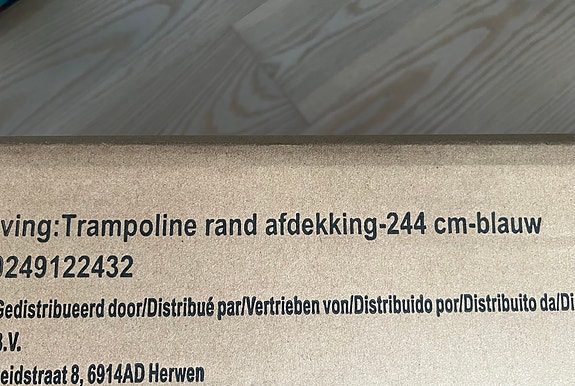 ving:Trampoline rand afdekking-244 cm-blauw
0249122432
Gedistribueerd door/Distribué par/Vertrieben von/Distribuido por/Distribuito da/Di
B.V.
eidstraat 8, 6914AD Herwen